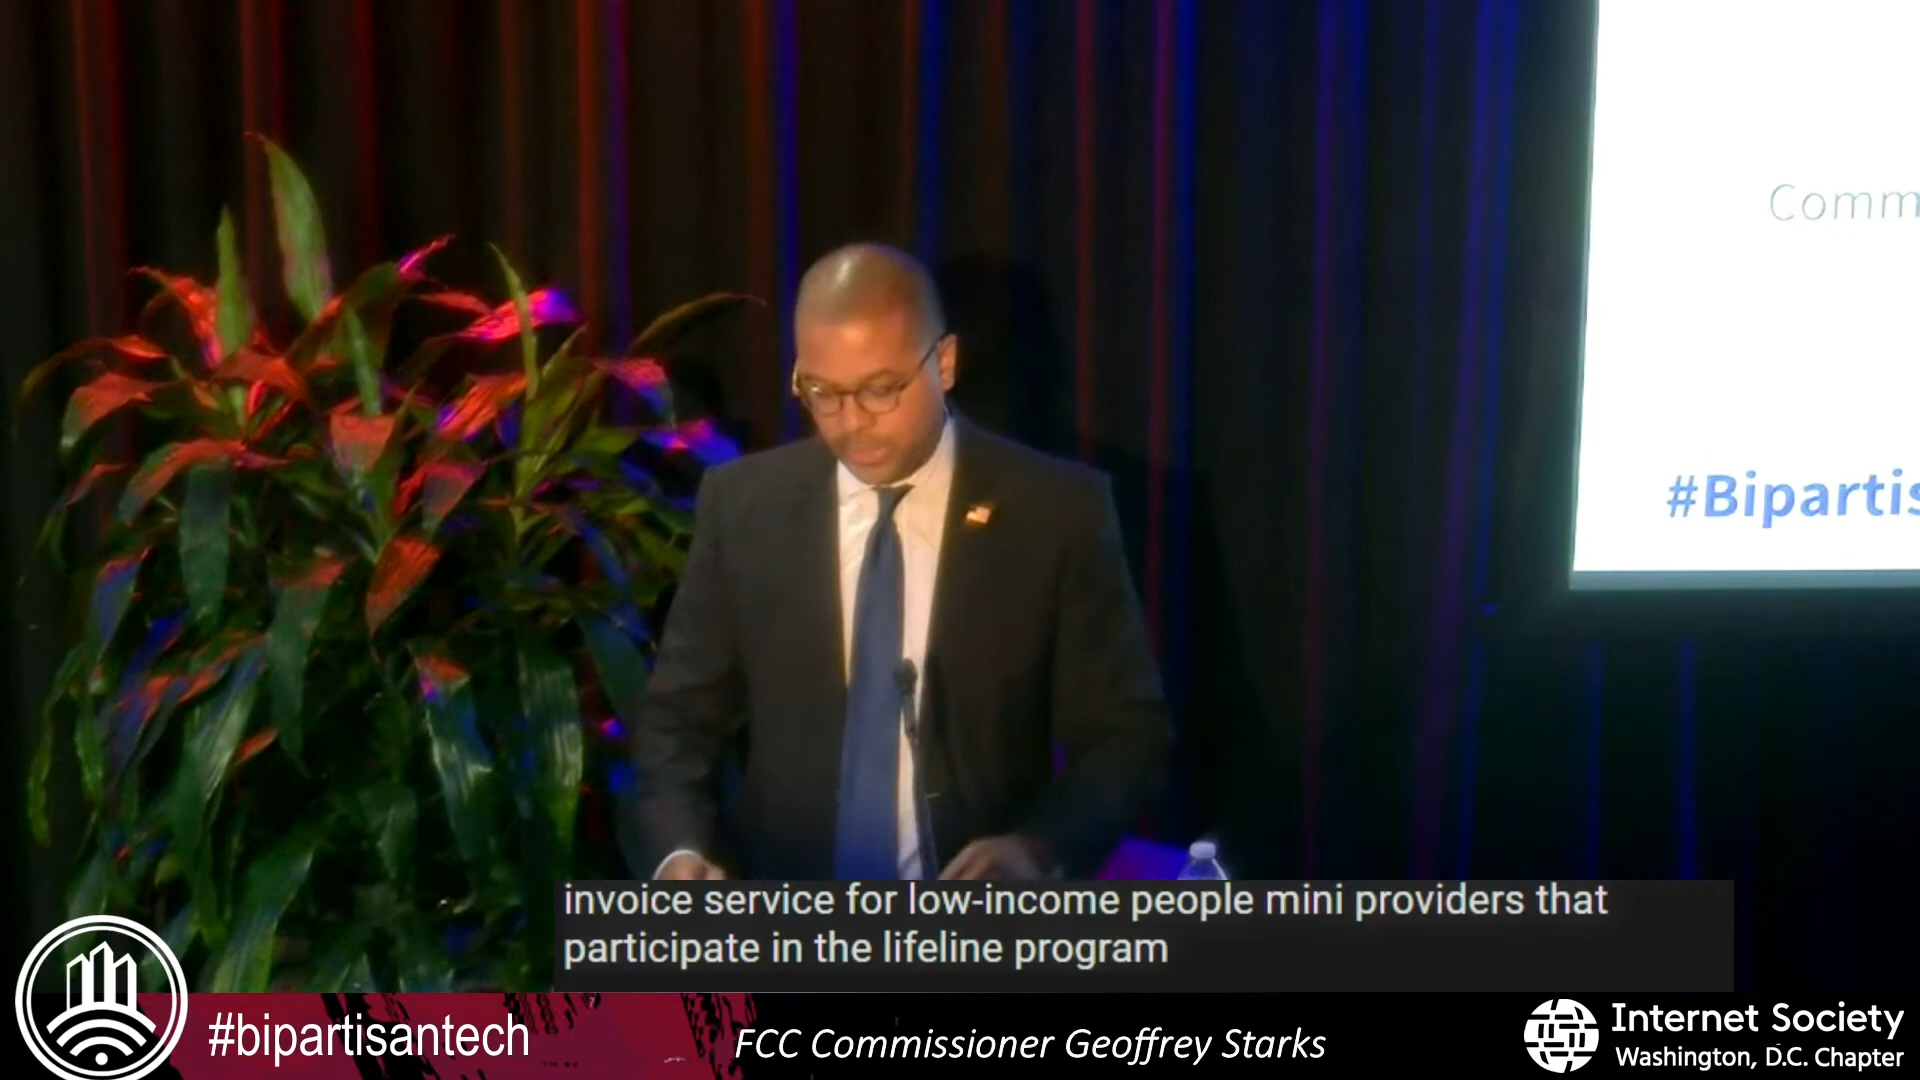 Comm
#Bipartis
invoice service for low-income people mini providers that
participate in the lifeline program
#bipartisantech
FCC Commissioner Geoffrey Starks
Internet Society
Washington, D.C. Chapter